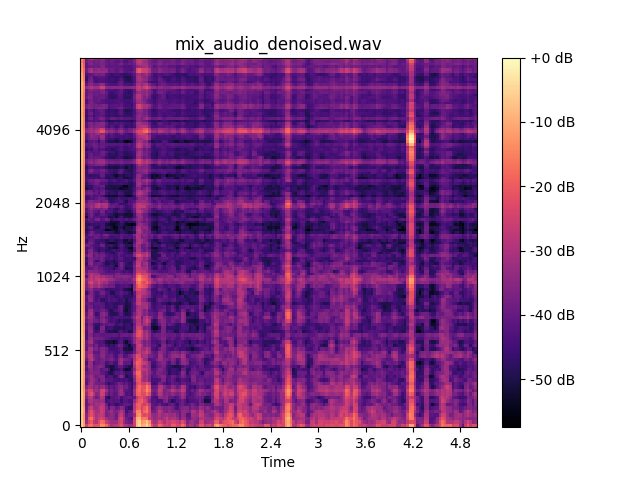 mix_audio_denoised.wav
Hz
4096
2048
1024
512
0
0 0.6 1.2 1.8 2.4 3 3.6 4.2 4.8
Time
+0 dB
-10 dB
-20 dB
-30 dB
-40 dB
-50 dB